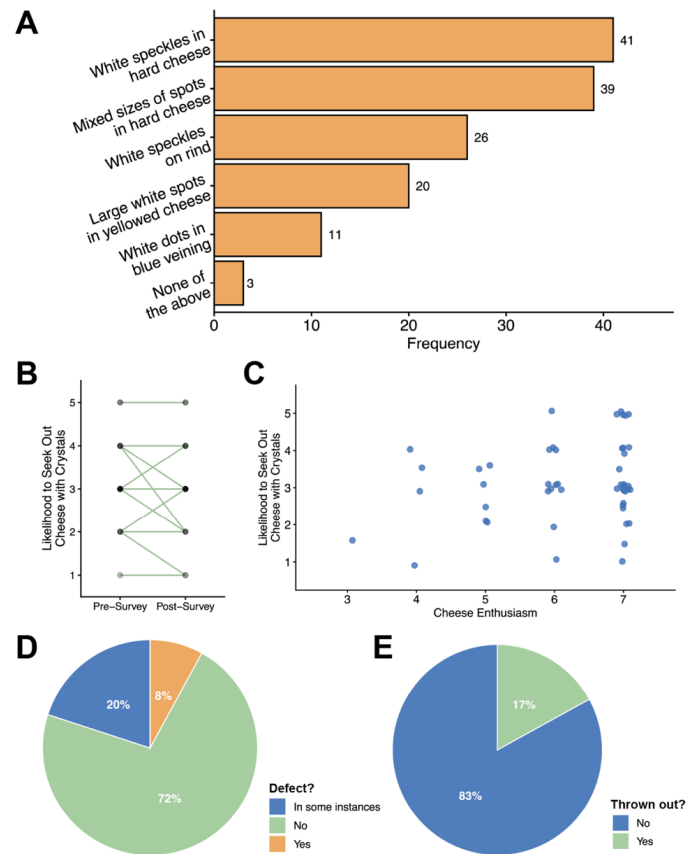 A
White speckles in
hard cheese
41
Mixed sizes of spots
in hard cheese
39
White speckles
on rind
26
Large white spots
in yellowed cheese
20
White dots in
blue veining
11
None of
the above
3
0 10 20 30 40
Frequency
B
Likelihood to Seek Out
Cheese with Crystals
5
4
3
2
1
Pre-Survey Post-Survey
C
Likelihood to Seek Out
Cheese with Crystals
5
4
3
2
1
3 4 5 6 7
Cheese Enthusiasm
D
20%
8%
72%
Defect?
In some instances
No
Yes
E
17%
83%
Thrown out?
No
Yes